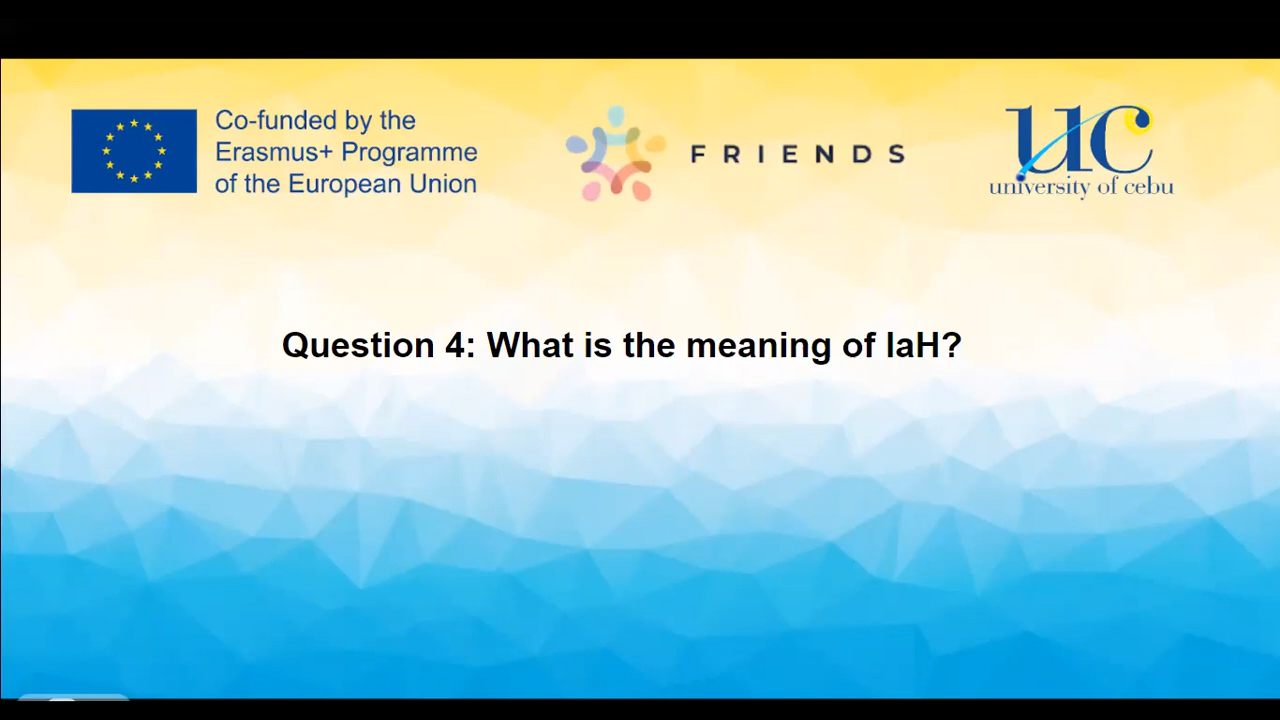 Co-funded by the
Erasmus+ Programme
of the European Union
FRIENDS
uc
university of cebu
Question 4: What is the meaning of IaH?